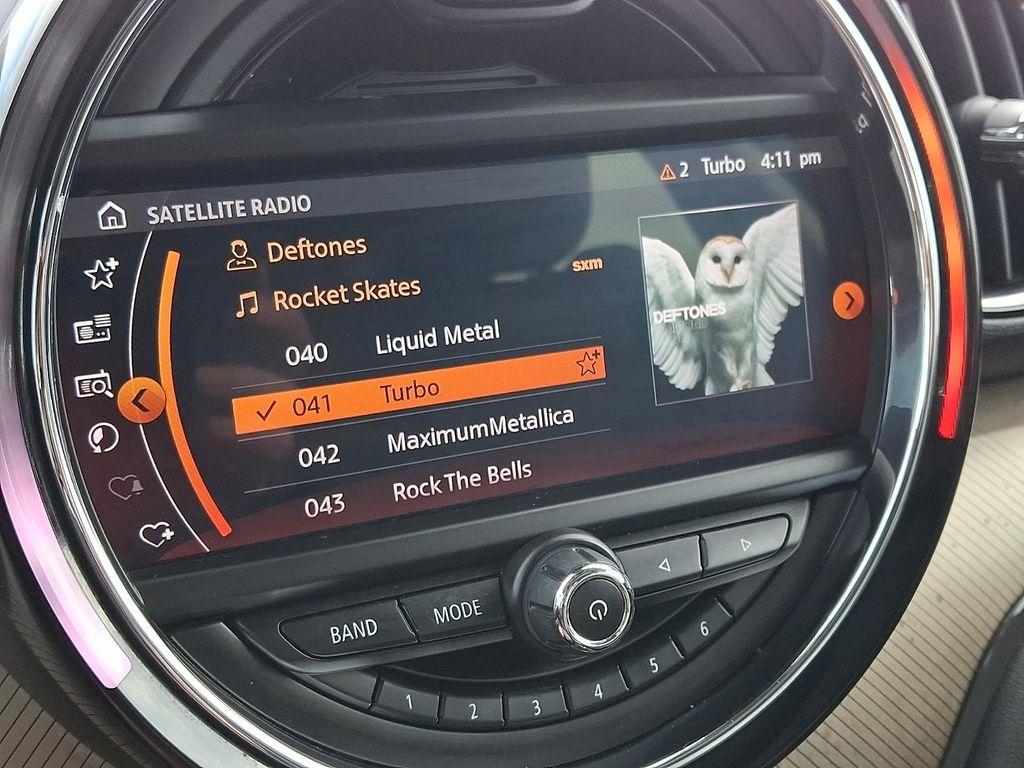 2 Turbo 4:11 pm
SATELLITE RADIO
Deftones
sxm
Rocket Skates
DEFTONES
040 Liquid Metal
041 Turbo
042 MaximumMetallica
043 Rock The Bells
BAND MODE
1 2 3 4 5 6